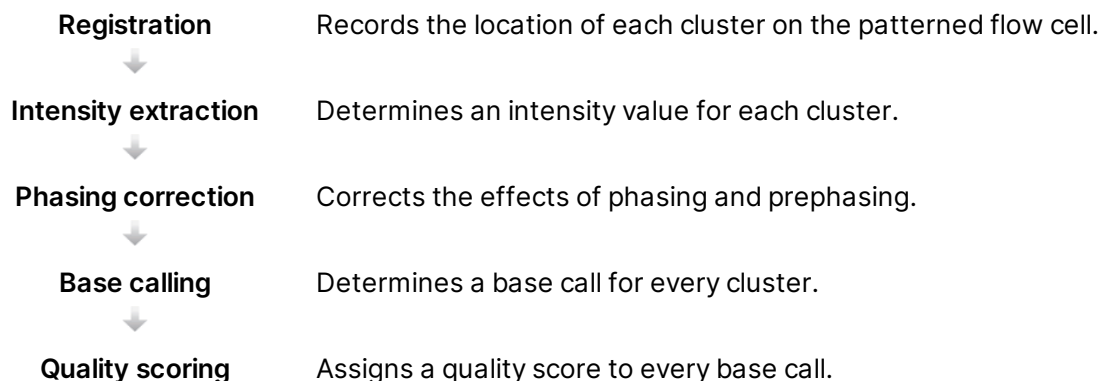 Registration Records the location of each cluster on the patterned flow cell.
Intensity extraction Determines an intensity value for each cluster.
Phasing correction Corrects the effects of phasing and prephasing.
Base calling Determines a base call for every cluster.
Quality scoring Assigns a quality score to every base call.